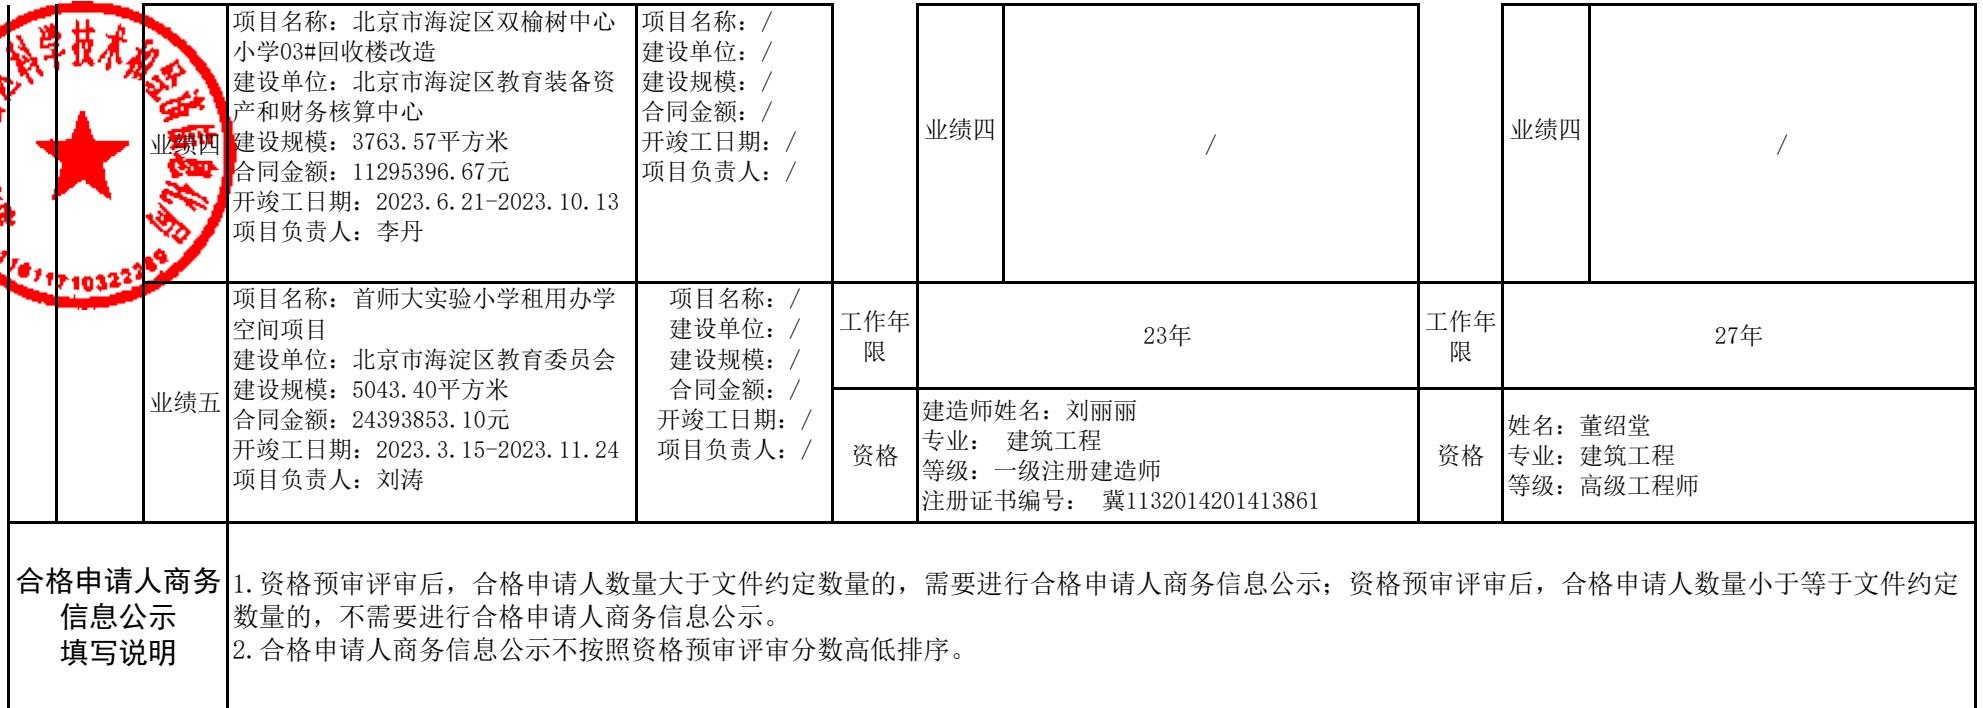 科学技术和经济信息化局
11611710322289
业绩四
项目名称：北京市海淀区双榆树中心
小学03#回收楼改造
建设单位：北京市海淀区教育装备资
产和财务核算中心
建设规模：3763.57平方米
合同金额：11295396.67元
开竣工日期：2023.6.21-2023.10.13
项目负责人：李丹
项目名称：/
建设单位：/
建设规模：/
合同金额：/
开竣工日期：/
项目负责人：/
业绩四
/
业绩四
/
业绩五
项目名称：首师大实验小学租用办学
空间项目
建设单位：北京市海淀区教育委员会
建设规模：5043.40平方米
合同金额：24393853.10元
开竣工日期：2023.3.15-2023.11.24
项目负责人：刘涛
项目名称：/
建设单位：/
建设规模：/
合同金额：/
开竣工日期：/
项目负责人：/
工作年
限
23年
工作年
限
27年
资格
建造师姓名：刘丽丽
专业： 建筑工程
等级：一级注册建造师
注册证书编号： 冀1132014201413861
资格
姓名：董绍堂
专业：建筑工程
等级：高级工程师
合格申请人商务
信息公示
填写说明
1.资格预审评审后，合格申请人数量大于文件约定数量的，需要进行合格申请人商务信息公示；资格预审评审后，合格申请人数量小于等于文件约定
数量的，不需要进行合格申请人商务信息公示。
2.合格申请人商务信息公示不按照资格预审评审分数高低排序。